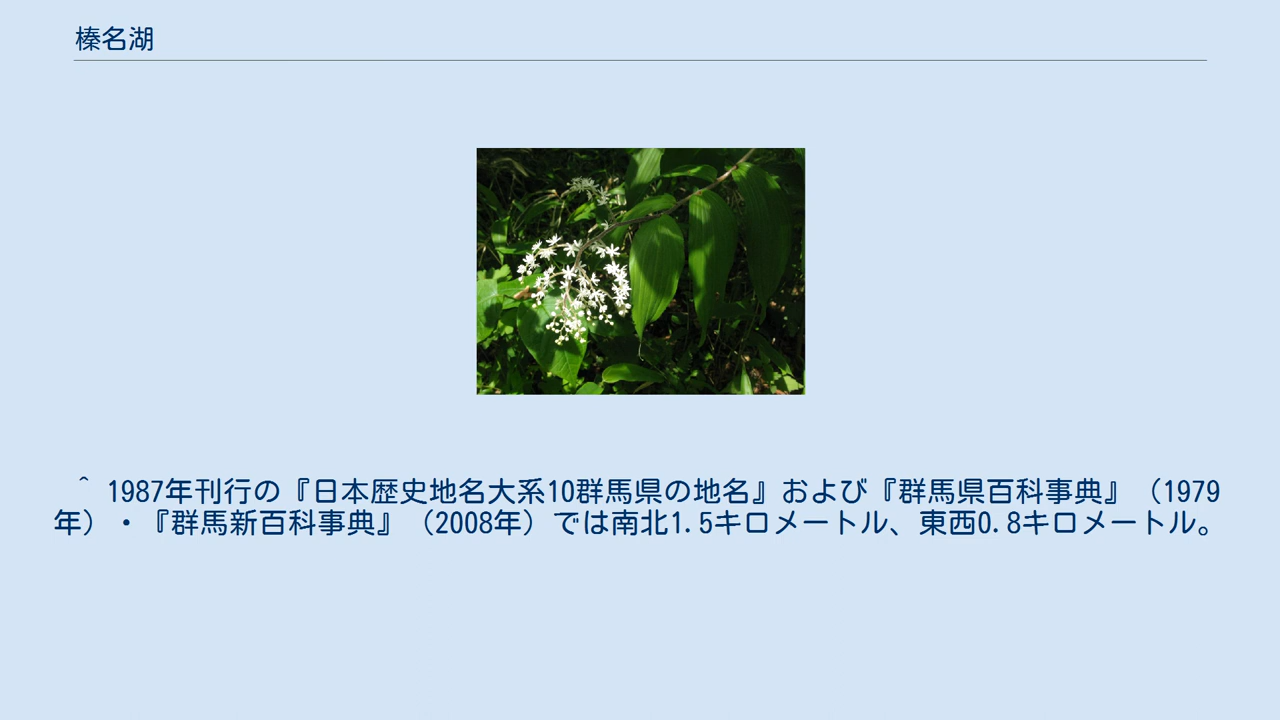 榛名湖
^ 1987年刊行の『日本歴史地名大系10群馬県の地名』および『群馬県百科事典』（1979
年）・『群馬新百科事典』（2008年）では南北1.5キロメートル、東西0.8キロメートル。